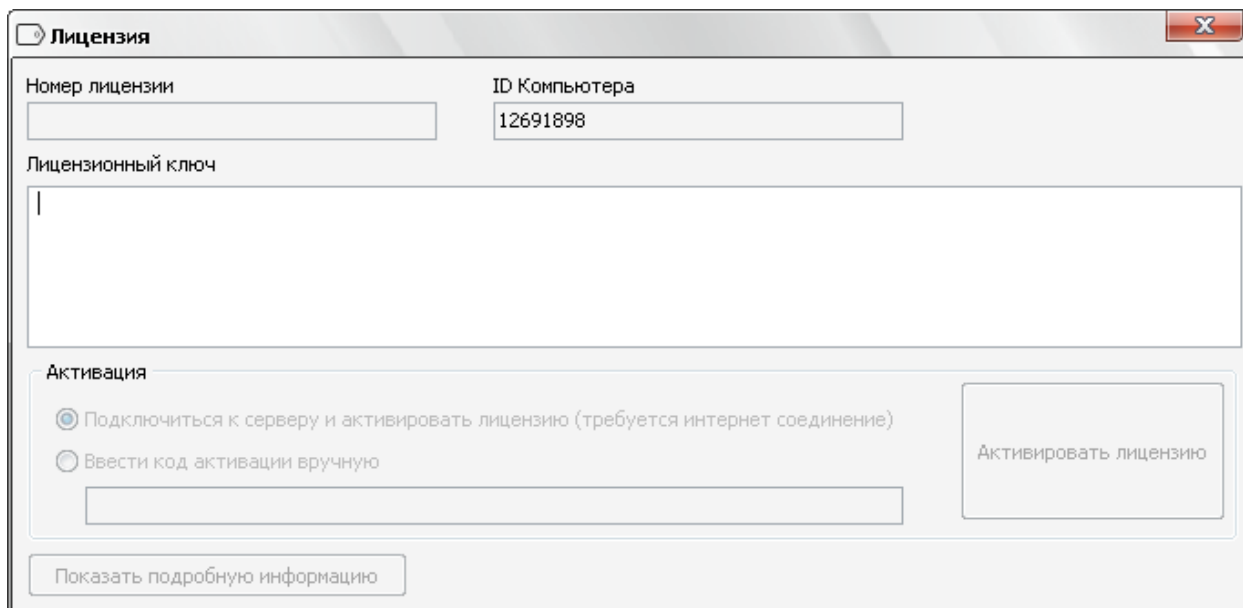 Лицензия
Номер лицензии
ID Компьютера
12691898
Лицензионный ключ
Активация
Подключиться к серверу и активировать лицензию (требуется интернет соединение)
Ввести код активации вручную
Активировать лицензию
Показать подробную информацию